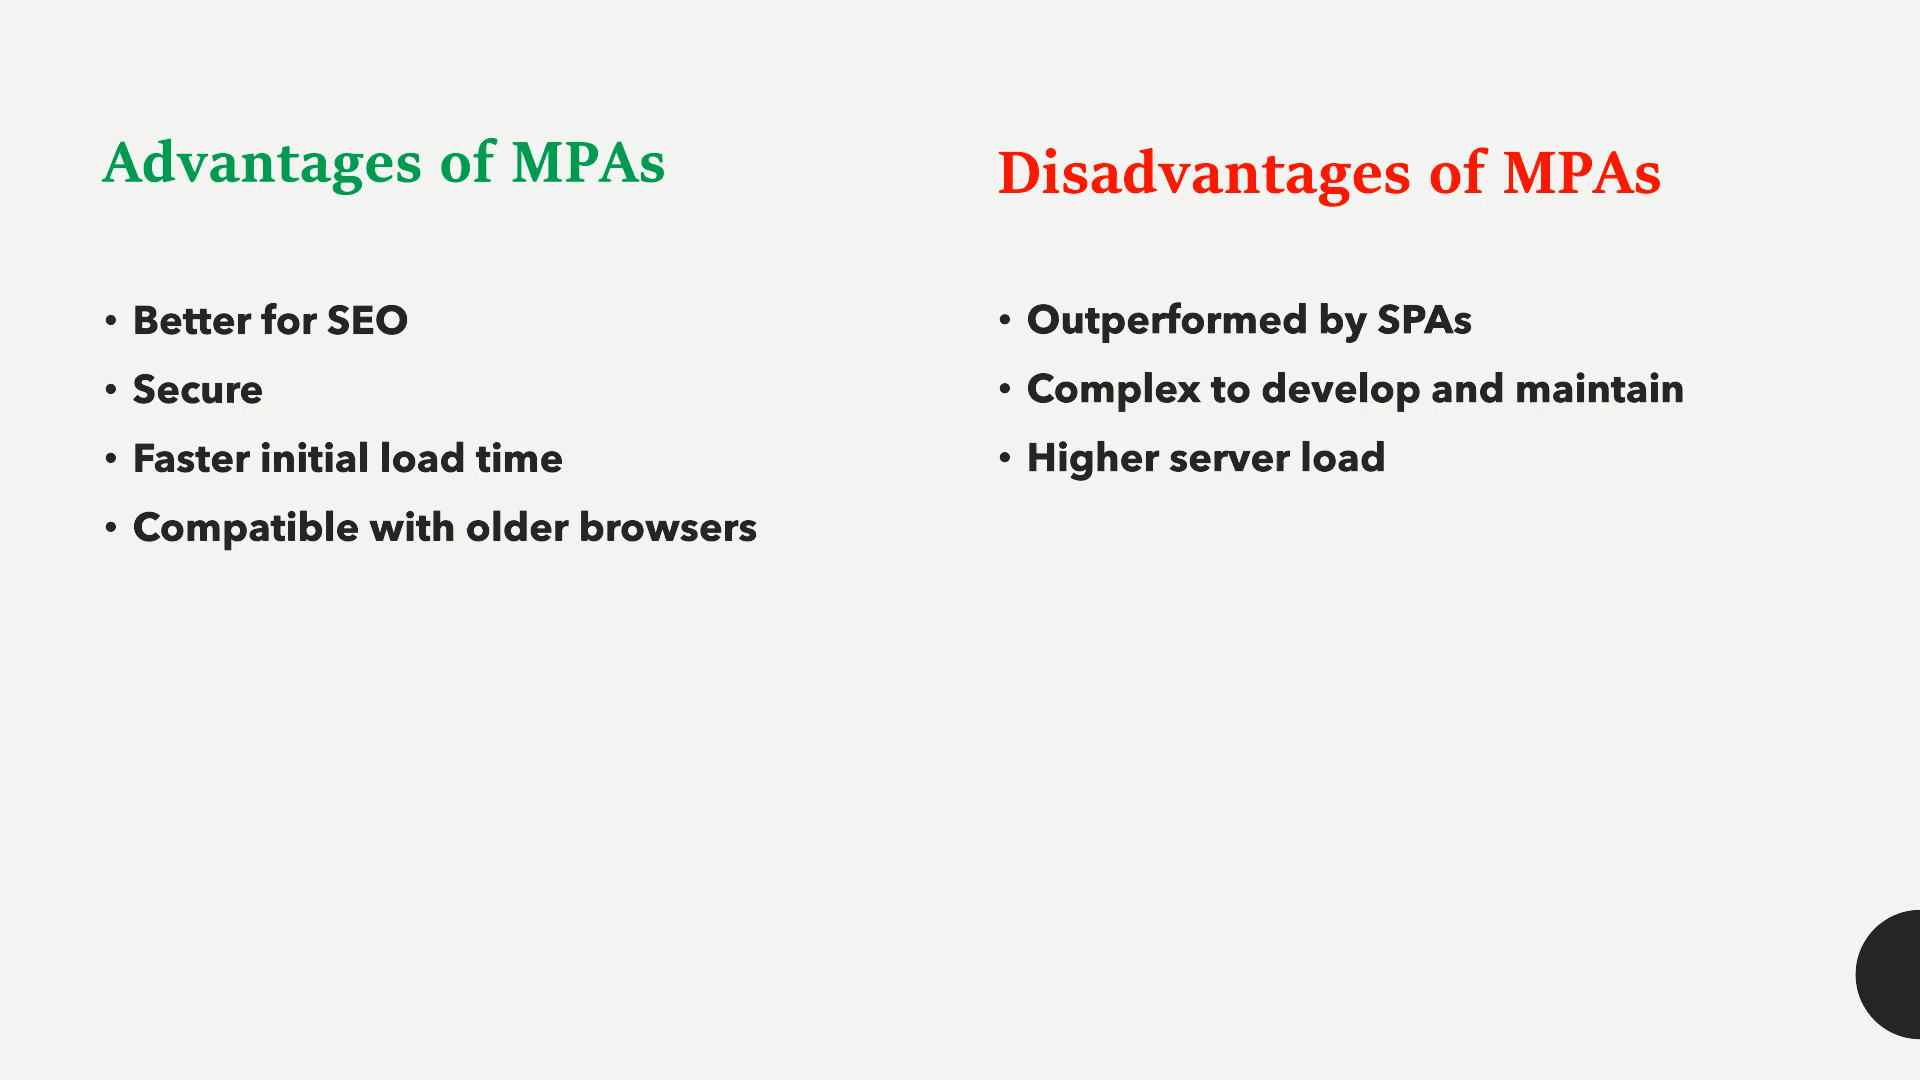 Advantages of MPAs
• Better for SEO
• Secure
• Faster initial load time
• Compatible with older browsers
Disadvantages of MPAs
• Outperformed by SPAs
• Complex to develop and maintain
• Higher server load